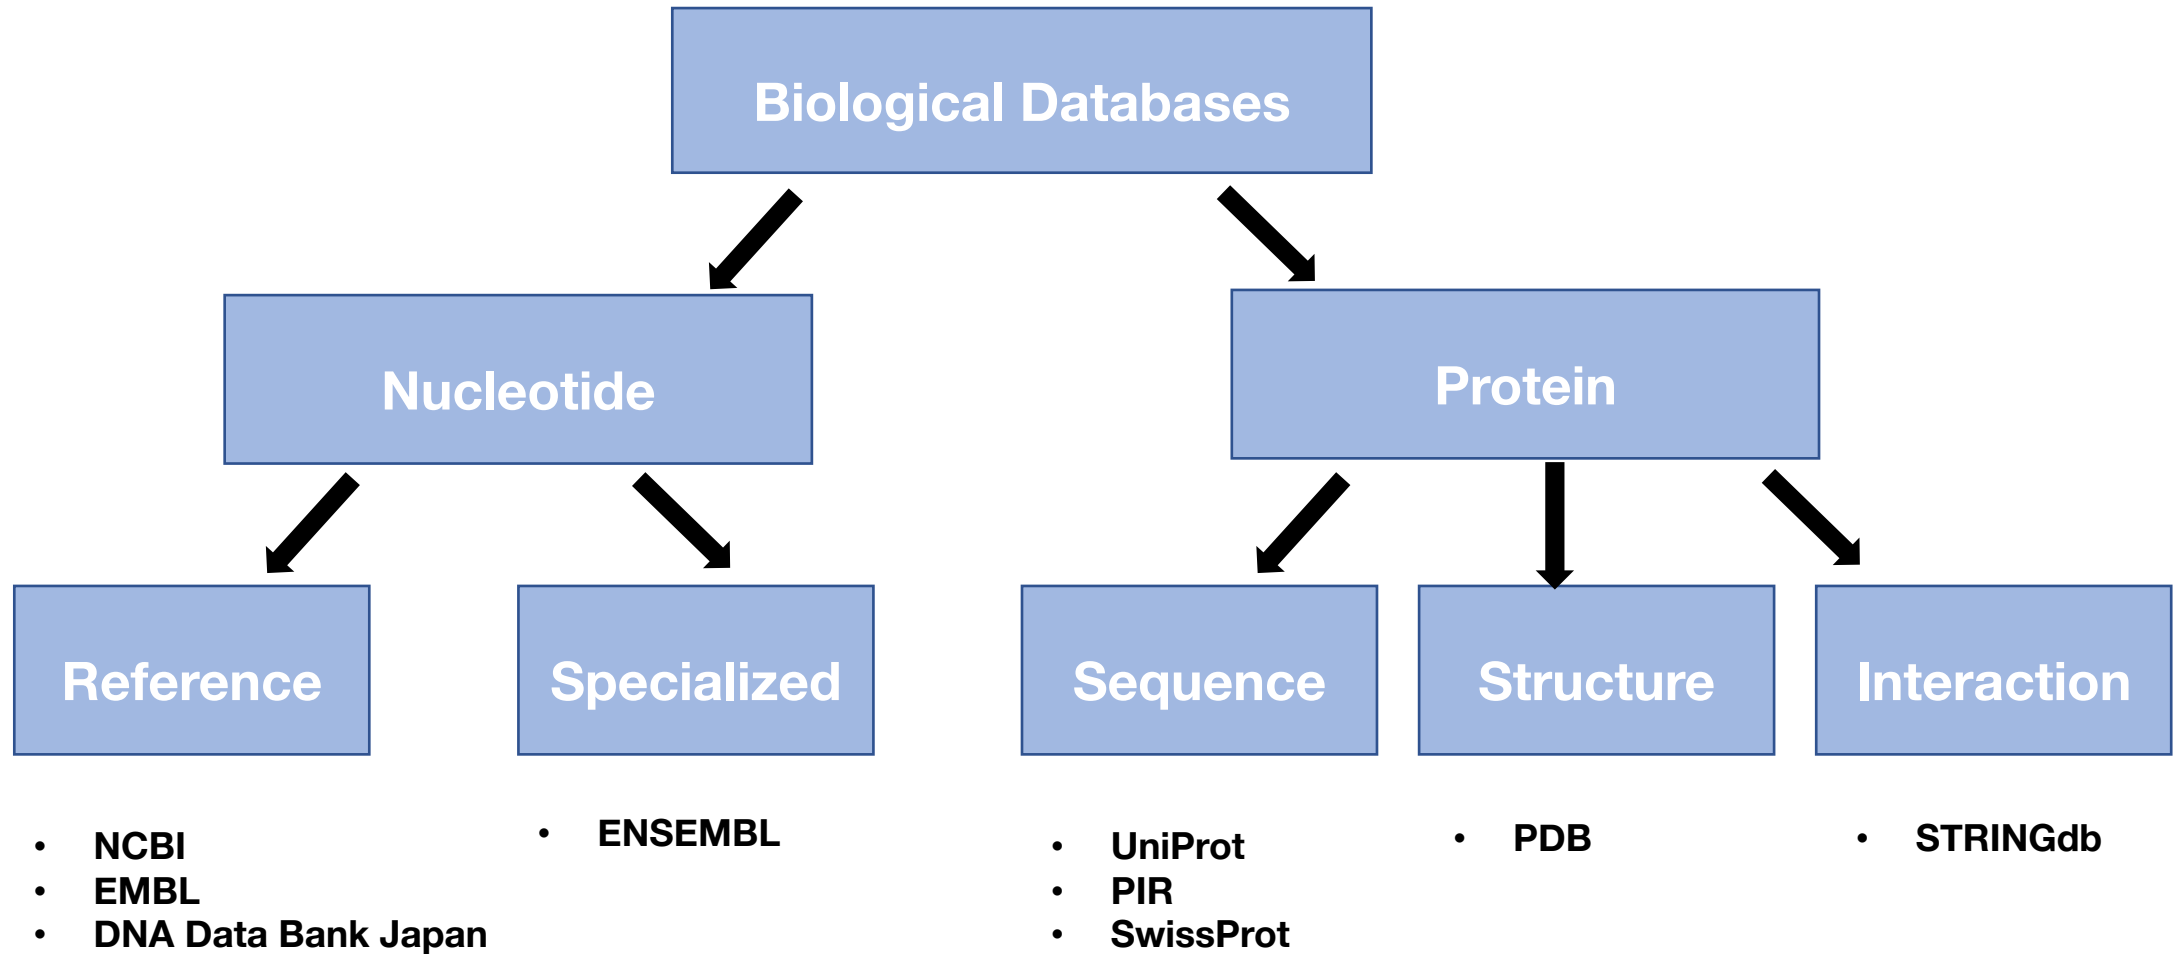 Biological Databases
Nucleotide
Protein
Reference
Specialized
Sequence
Structure
Interaction
• NCBI
• EMBL
• DNA Data Bank Japan
• ENSEMBL
• UniProt
• PIR
• SwissProt
• PDB
• STRINGdb